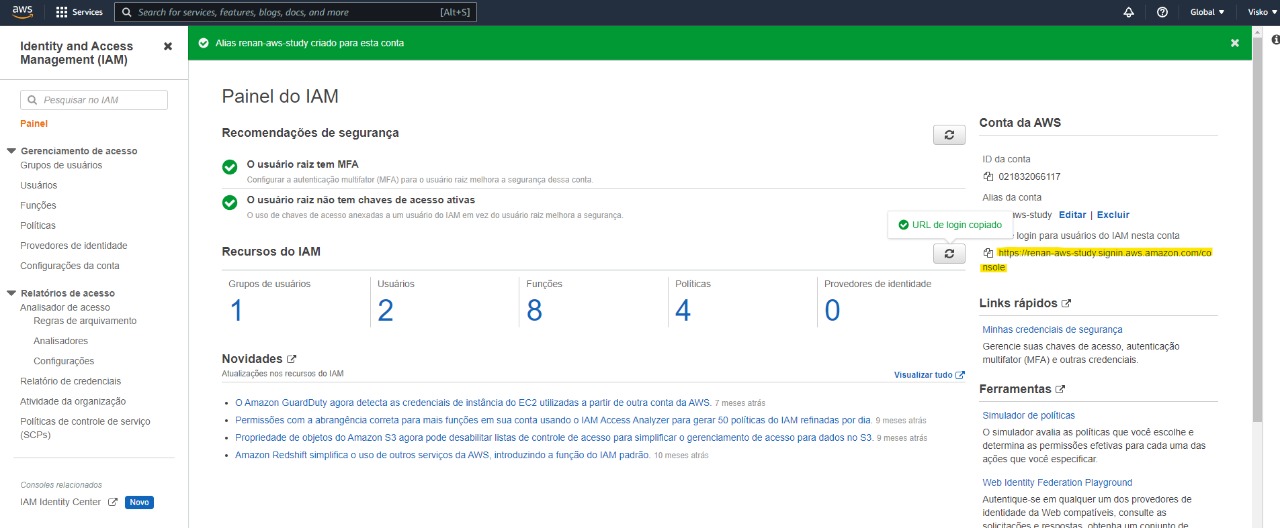 aws
Services
Search for services, features, blogs, docs, and more
[Alt+S]
Global
Visko
Identity and Access
Management (IAM)
Pesquisar no IAM
Painel
Gerenciamento de acesso
Grupos de usuários
Usuários
Funções
Políticas
Provedores de identidade
Configurações da conta
Relatórios de acesso
Analisador de acesso
Regras de arquivamento
Analisadores
Configurações
Relatório de credenciais
Atividade da organização
Políticas de controle de serviço
(SCPs)
Consoles relacionados
IAM Identity Center
Novo
Alias renan-aws-study criado para esta conta
Painel do IAM
Recomendações de segurança
O usuário raiz tem MFA
Configurar a autenticação multifator (MFA) para o usuário raiz melhora a segurança dessa conta.
O usuário raiz não tem chaves de acesso ativas
O uso de chaves de acesso anexadas a um usuário do IAM em vez do usuário raiz melhora a segurança.
Recursos do IAM
Grupos de usuários
1
Usuários
2
Funções
8
Políticas
4
Provedores de identidade
0
Novidades
Atualizações nos recursos do IAM
Visualizar tudo
O Amazon GuardDuty agora detecta as credenciais de instância do EC2 utilizadas a partir de outra conta da AWS. 7 meses atrás
Permissões com a abrangência correta para mais funções em sua conta usando o IAM Access Analyzer para gerar 50 políticas do IAM refinadas por dia. 9 meses atrás
Propriedade de objetos do Amazon S3 agora pode desabilitar listas de controle de acesso para simplificar o gerenciamento de acesso para dados no S3. 9 meses atrás
Amazon Redshift simplifica o uso de outros serviços da AWS, introduzindo a função do IAM padrão. 10 meses atrás
Conta da AWS
ID da conta
021832066117
Alias da conta
aws-study Editar | Excluir
URL de login copiado
login para usuários do IAM nesta conta
https://renan-aws-study.signin.aws.amazon.com/co
nsole
Links rápidos
Minhas credenciais de segurança
Gerencie suas chaves de acesso, autenticação
multifator (MFA) e outras credenciais.
Ferramentas
Simulador de políticas
O simulador avalia as políticas que você escolhe e
determina as permissões efetivas para cada uma das
ações que você especificar.
Web Identity Federation Playground
Autentique-se em qualquer um dos provedores de
identidade da Web compatíveis, consulte as
solicitações e respostas, obtenha um conjunto de